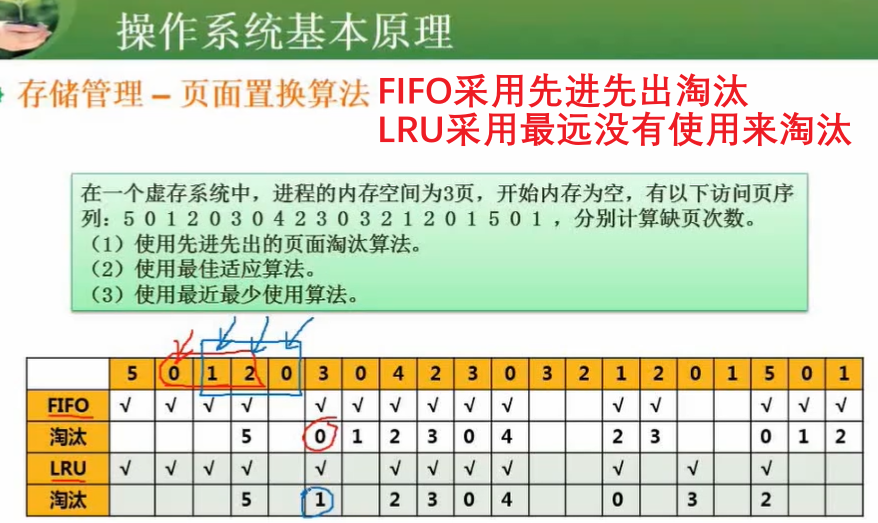 操作系统基本原理
存储管理 – 页面置换算法 FIFO采用先进先出淘汰
LRU采用最远没有使用来淘汰
在一个虚存系统中，进程的内存空间为3页，开始内存为空，有以下访问页序
列：5 0 1 2 0 3 0 4 2 3 0 3 2 1 2 0 1 5 0 1 ，分别计算缺页次数。
（1）使用先进先出的页面淘汰算法。
（2）使用最佳适应算法。
（3）使用最近最少使用算法。
5 0 1 2 0 3 0 4 2 3 0 3 2 1 2 0 1 5 0 1
FIFO √ √ √ √ √ √ √ √ √ √ √ √ √ √ √
淘汰 5 0 1 2 3 0 4 2 3 0 1 2
LRU √ √ √ √ √ √ √ √ √ √ √ √
淘汰 5 1 2 3 0 4 0 3 2